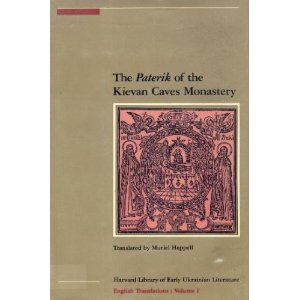 The Paterik of the
Kievan Caves Monastery
Translated by Muriel Heppell
Harvard Library of Early Ukrainian Literature
English Translations : Volume I